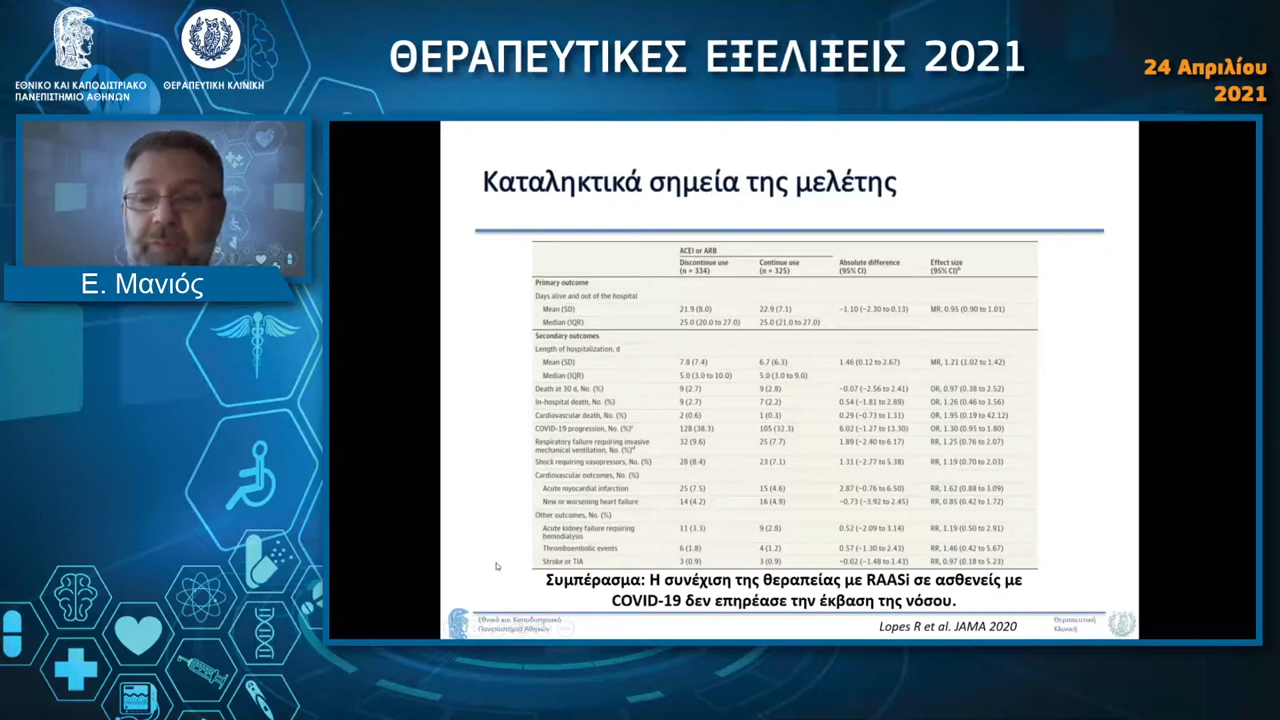 ΕΘΝΙΚΟ ΚΑΙ ΚΑΠΟΔΙΣΤΡΙΑΚΟ
ΠΑΝΕΠΙΣΤΗΜΙΟ ΑΘΗΝΩΝ
ΘΕΡΑΠΕΥΤΙΚΗ ΚΛΙΝΙΚΗ
ΘΕΡΑΠΕΥΤΙΚΕΣ ΕΞΕΛΙΞΕΙΣ 2021
24 Απριλίου
2021
Ε. Μανιός
Καταληκτικά σημεία της μελέτης
ACEI or ARB
Discontinue use (n = 334) Continue use (n = 325) Absolute difference (95% CI) Effect size (95% CI)b
Primary outcome
Days alive and out of the hospital
Mean (SD) 21.9 (8.0) 22.9 (7.1) −1.10 (−2.30 to 0.13) MR, 0.95 (0.90 to 1.01)
Median (IQR) 25.0 (20.0 to 27.0) 25.0 (21.0 to 27.0)
Secondary outcomes
Length of hospitalization, d
Mean (SD) 7.8 (7.4) 6.7 (6.3) 1.46 (0.12 to 2.67) MR, 1.21 (1.02 to 1.42)
Median (IQR) 5.0 (3.0 to 10.0) 5.0 (3.0 to 9.0)
Death at 30 d, No. (%) 9 (2.7) 9 (2.8) −0.07 (−2.56 to 2.41) OR, 0.97 (0.38 to 2.52)
In-hospital death, No. (%) 9 (2.7) 7 (2.2) 0.54 (−1.81 to 2.89) OR, 1.26 (0.46 to 3.56)
Cardiovascular death, No. (%) 2 (0.6) 1 (0.3) 0.29 (−0.73 to 1.31) OR, 1.95 (0.19 to 42.12)
COVID-19 progression, No. (%)c 128 (38.3) 105 (32.3) 6.02 (−1.27 to 13.30) OR, 1.30 (0.95 to 1.80)
Respiratory failure requiring invasive
mechanical ventilation, No. (%)d 32 (9.6) 25 (7.7) 1.89 (−2.40 to 6.17) RR, 1.25 (0.76 to 2.07)
Shock requiring vasopressors, No. (%) 28 (8.4) 23 (7.1) 1.31 (−2.77 to 5.38) RR, 1.19 (0.70 to 2.03)
Cardiovascular outcomes, No. (%)
Acute myocardial infarction 25 (7.5) 15 (4.6) 2.87 (−0.76 to 6.50) RR, 1.62 (0.88 to 3.09)
New or worsening heart failure 14 (4.2) 16 (4.9) −0.73 (−3.92 to 2.45) RR, 0.85 (0.42 to 1.72)
Other outcomes, No. (%)
Acute kidney failure requiring
hemodialysis 11 (3.3) 9 (2.8) 0.52 (−2.09 to 3.14) RR, 1.19 (0.50 to 2.91)
Thromboembolic events 6 (1.8) 4 (1.2) 0.57 (−1.30 to 2.43) RR, 1.46 (0.42 to 5.67)
Stroke or TIA 3 (0.9) 3 (0.9) −0.02 (−1.48 to 1.43) RR, 0.97 (0.18 to 5.23)
Συμπέρασμα: Η συνέχιση της θεραπείας με RAASi σε ασθενείς με
COVID-19 δεν επηρέασε την έκβαση της νόσου.
Εθνικό και Καποδιστριακό
Πανεπιστήμιο Αθηνών
Lopes R et al. JAMA 2020
Θεραπευτική
Κλινική